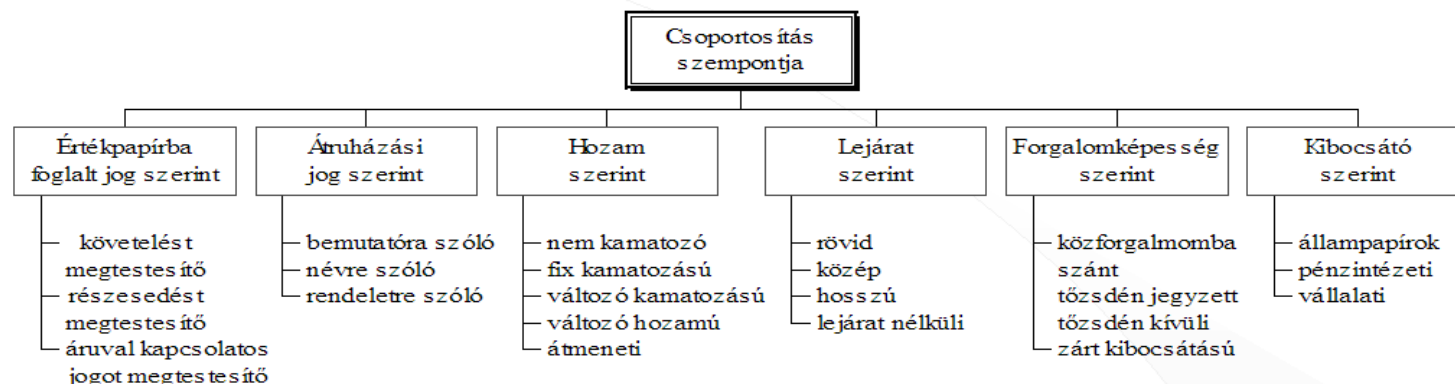 Csoportosítás
szempontja
Értékpapírba
foglalt jog szerint
követelést
megtestesítő
részesedést
megtestesítő
áruval kapcsolatos
jogot megtestesítő
Átruházási
jog szerint
bemutatóra szóló
névre szóló
rendeletre szóló
Hozam
szerint
nem kamatozó
fix kamatozású
változó kamatozású
változó hozamú
átmeneti
Lejárat
szerint
rövid
közép
hosszú
lejárat nélküli
Forgalomképesség
szerint
közforgalmomba
szánt
tőzsdén jegyzett
tőzsdén kívüli
zárt kibocsátású
Kibocsátó
szerint
állampapírok
pénzintézeti
vállalati